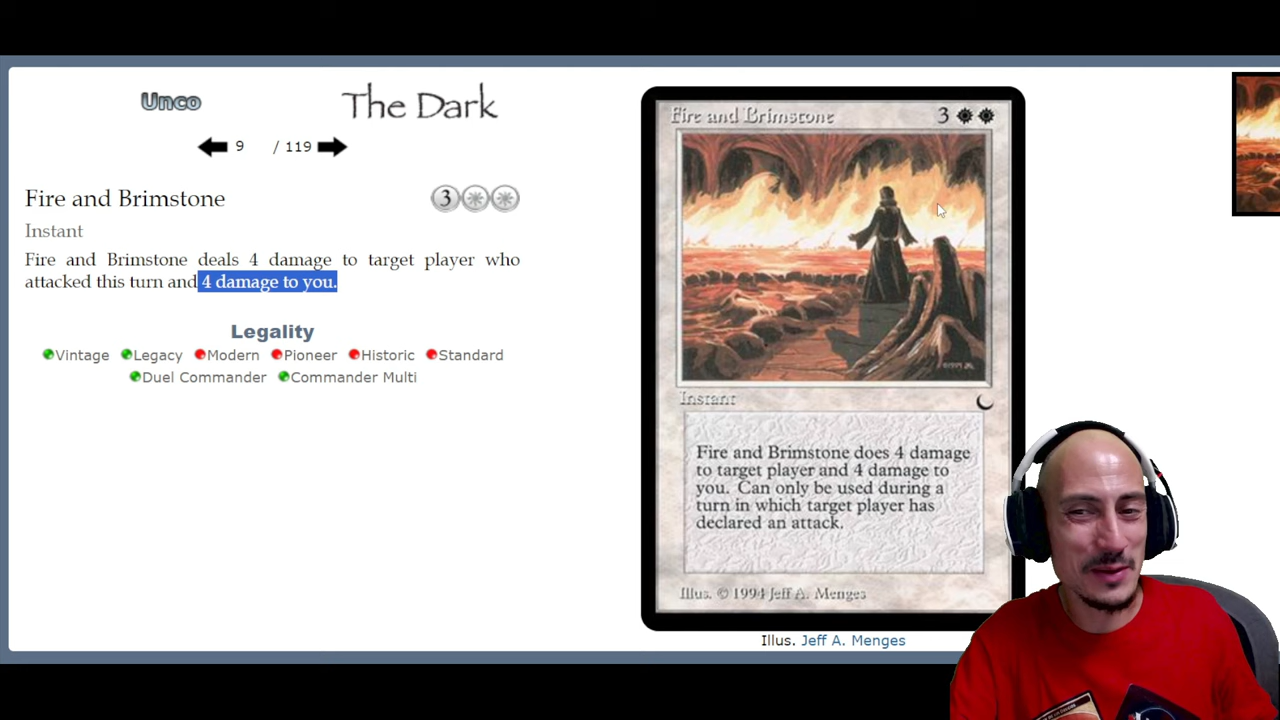 Unco
The Dark
9 / 119
Fire and Brimstone 3
Instant
Fire and Brimstone deals 4 damage to target player who
attacked this turn and 4 damage to you.
Legality
Vintage Legacy Modern Pioneer Historic Standard
Duel Commander Commander Multi
Fire and Brimstone 3
Instant
Fire and Brimstone does 4 damage
to target player and 4 damage to
you. Can only be used during a
turn in which target player has
declared an attack.
Illus. © 1994 Jeff A. Menges
Illus. Jeff A. Menges